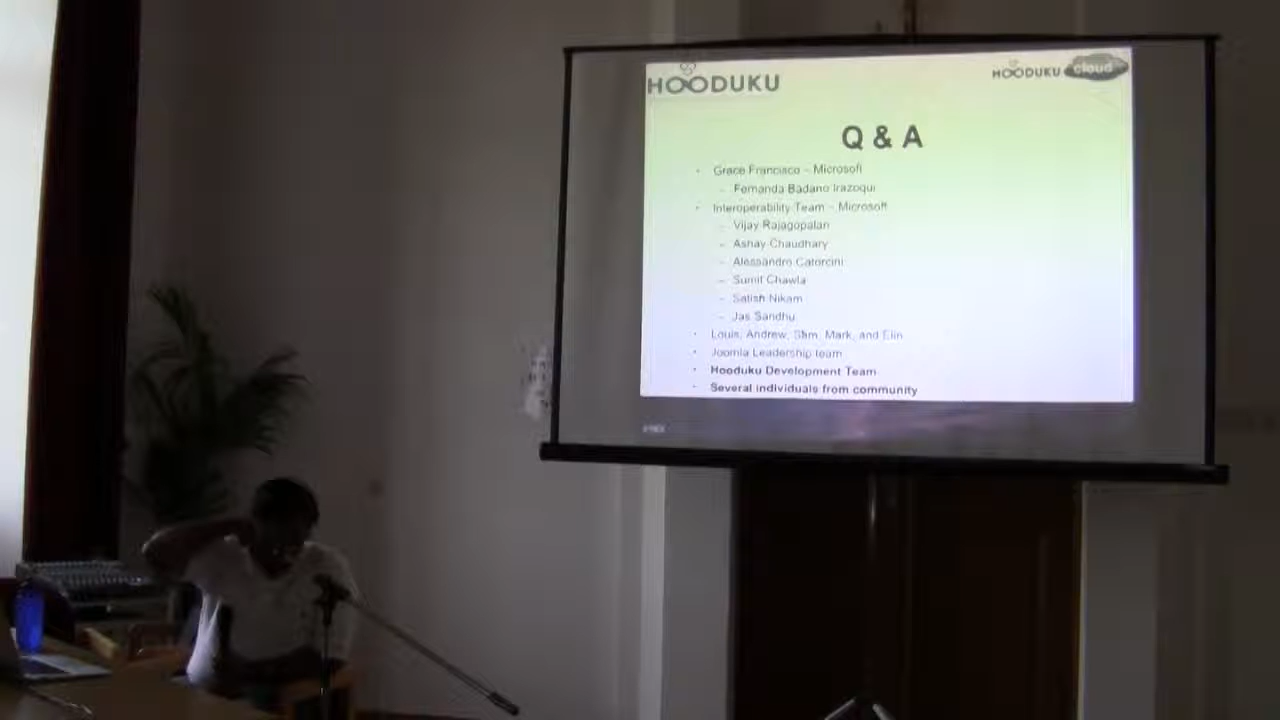 HOODUKU
HOODUKU cloud
Q & A
Grace Francisco - Microsoft
Fernanda Badano Irazoqui
Interoperability Team - Microsoft
Vijay Rajagopalan
Ashay Chaudhary
Alessandro Catorcini
Sumit Chawla
Satish Nikam
Jas Sandhu
Louis, Andrew, Sam, Mark, and Elin
Joomla Leadership team
Hooduku Development Team
Several individuals from community